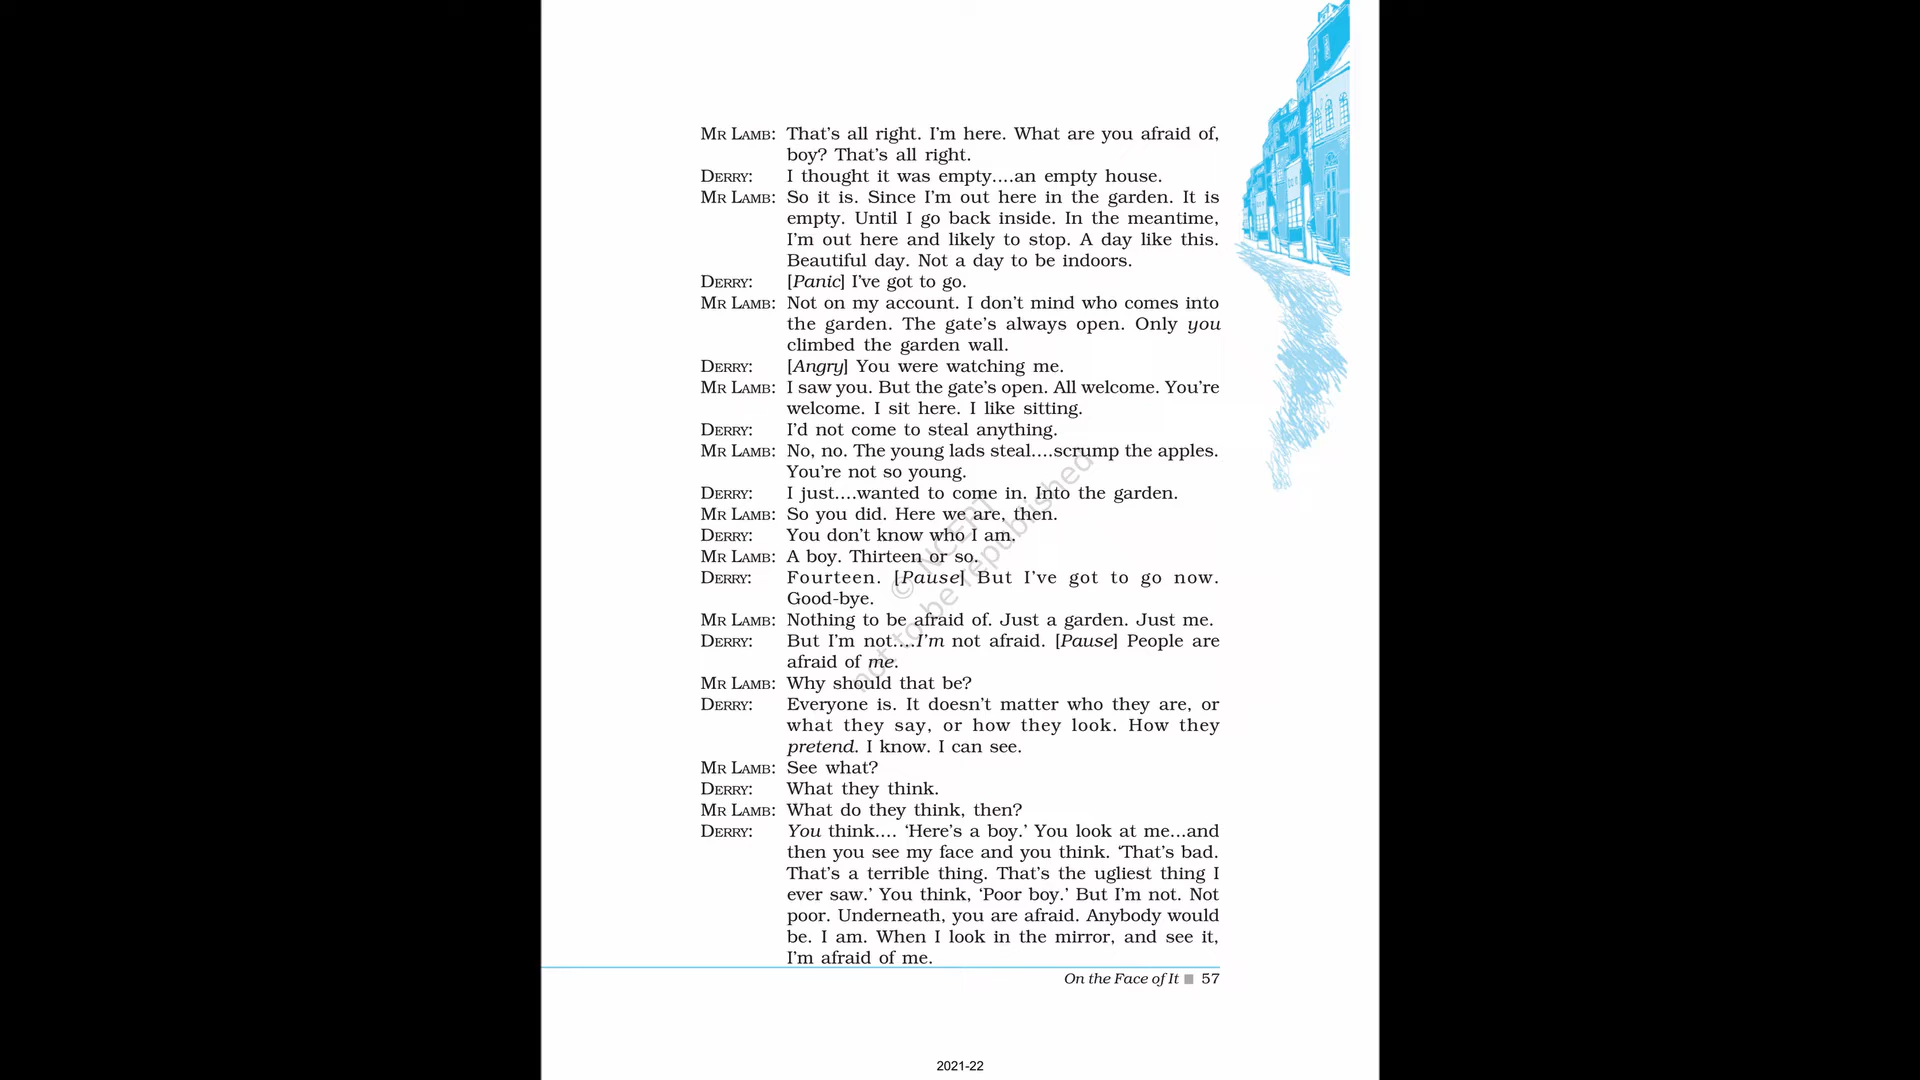 MR LAMB: That's all right. I'm here. What are you afraid of,
boy? That's all right.
DERRY: I thought it was empty....an empty house.
MR LAMB: So it is. Since I'm out here in the garden. It is
empty. Until I go back inside. In the meantime,
I'm out here and likely to stop. A day like this.
Beautiful day. Not a day to be indoors.
DERRY: [Panic] I've got to go.
MR LAMB: Not on my account. I don't mind who comes into
the garden. The gate's always open. Only you
climbed the garden wall.
DERRY: [Angry] You were watching me.
MR LAMB: I saw you. But the gate's open. All welcome. You're
welcome. I sit here. I like sitting.
DERRY: I'd not come to steal anything.
MR LAMB: No, no. The young lads steal....scrump the apples.
You're not so young.
DERRY: I just....wanted to come in. Into the garden.
MR LAMB: So you did. Here we are, then.
DERRY: You don't know who I am.
MR LAMB: A boy. Thirteen or so.
DERRY: Fourteen. [Pause] But I've got to go now.
Good-bye.
MR LAMB: Nothing to be afraid of. Just a garden. Just me.
DERRY: But I'm not....I'm not afraid. [Pause] People are
afraid of me.
MR LAMB: Why should that be?
DERRY: Everyone is. It doesn't matter who they are, or
what they say, or how they look. How they
pretend. I know. I can see.
MR LAMB: See what?
DERRY: What they think.
MR LAMB: What do they think, then?
DERRY: You think.... 'Here's a boy.' You look at me...and
then you see my face and you think. 'That's bad.
That's a terrible thing. That's the ugliest thing I
ever saw.' You think, 'Poor boy.' But I'm not. Not
poor. Underneath, you are afraid. Anybody would
be. I am. When I look in the mirror, and see it,
I'm afraid of me.
On the Face of It ■ 57
2021-22
© NCERT
not to be republished